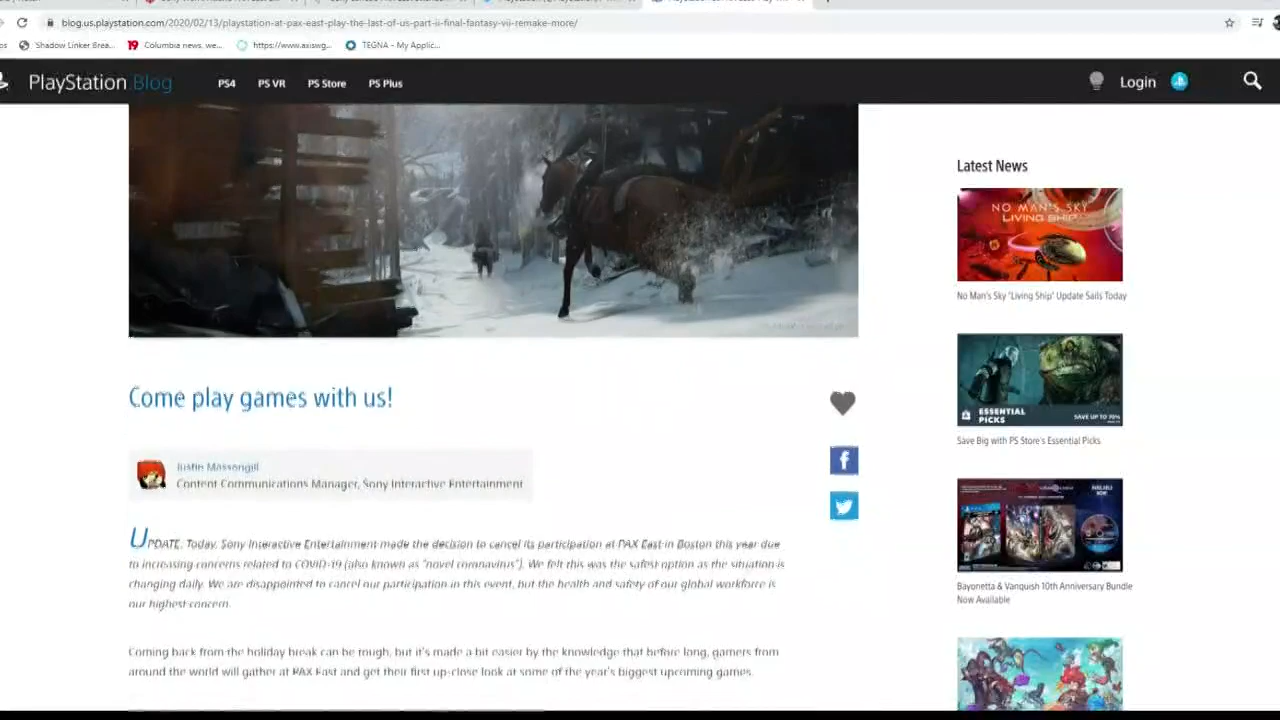 blog.us.playstation.com/2020/02/13/playstation-at-pax-east-play-the-last-of-us-part-ii-final-fantasy-vii-remake-more/
Shadow Linker Brea...
Columbia news, we...
https://www.axiswg...
TEGNA - My Applic...
PlayStation.Blog
PS4
PS VR
PS Store
PS Plus
Login
Latest News
NO MAN'S SKY
LIVING SHIP
No Man's Sky 'Living Ship' Update Sails Today
ESSENTIAL
PICKS
SAVE UP TO 70%
Save Big with PS Store's Essential Picks
AVAILABLE
NOW!
Bayonetta & Vanquish 10th Anniversary Bundle
Now Available
Come play games with us!
Justin Massongill
Content Communications Manager, Sony Interactive Entertainment
UPDATE: Today, Sony Interactive Entertainment made the decision to cancel its participation at PAX East in Boston this year due
to increasing concerns related to COVID-19 (also known as "novel coronavirus"). We felt this was the safest option as the situation is
changing daily. We are disappointed to cancel our participation in this event, but the health and safety of our global workforce is
our highest concern.
Coming back from the holiday break can be rough, but it's made a bit easier by the knowledge that before long, gamers from
around the world will gather at PAX East and get their first up-close look at some of the year's biggest upcoming games.